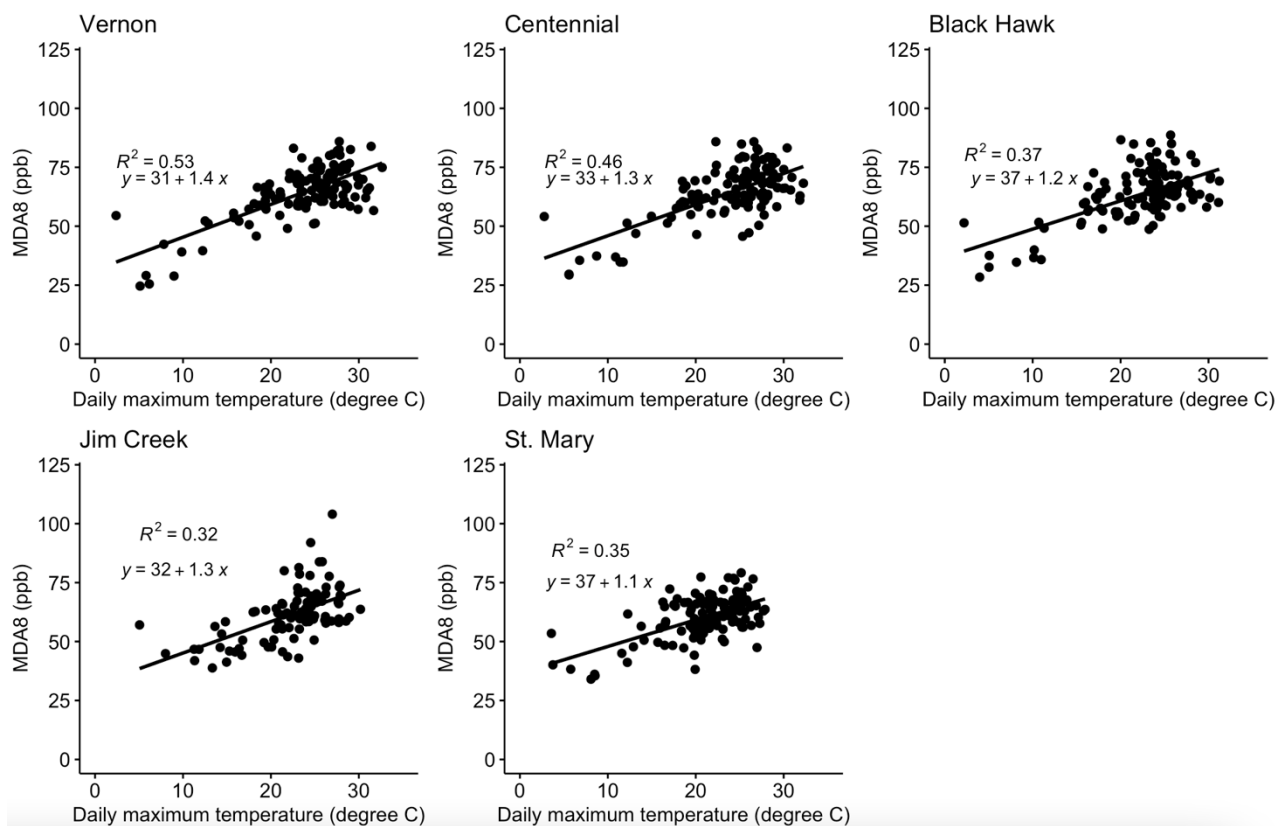 Vernon
125
100
75
50
25
0
MDA8 (ppb)
R² = 0.53
y = 31 + 1.4 x
0 10 20 30
Daily maximum temperature (degree C)
Centennial
125
100
75
50
25
0
MDA8 (ppb)
R² = 0.46
y = 33 + 1.3 x
0 10 20 30
Daily maximum temperature (degree C)
Black Hawk
125
100
75
50
25
0
MDA8 (ppb)
R² = 0.37
y = 37 + 1.2 x
0 10 20 30
Daily maximum temperature (degree C)
Jim Creek
125
100
75
50
25
0
MDA8 (ppb)
R² = 0.32
y = 32 + 1.3 x
0 10 20 30
Daily maximum temperature (degree C)
St. Mary
125
100
75
50
25
0
MDA8 (ppb)
R² = 0.35
y = 37 + 1.1 x
0 10 20 30
Daily maximum temperature (degree C)